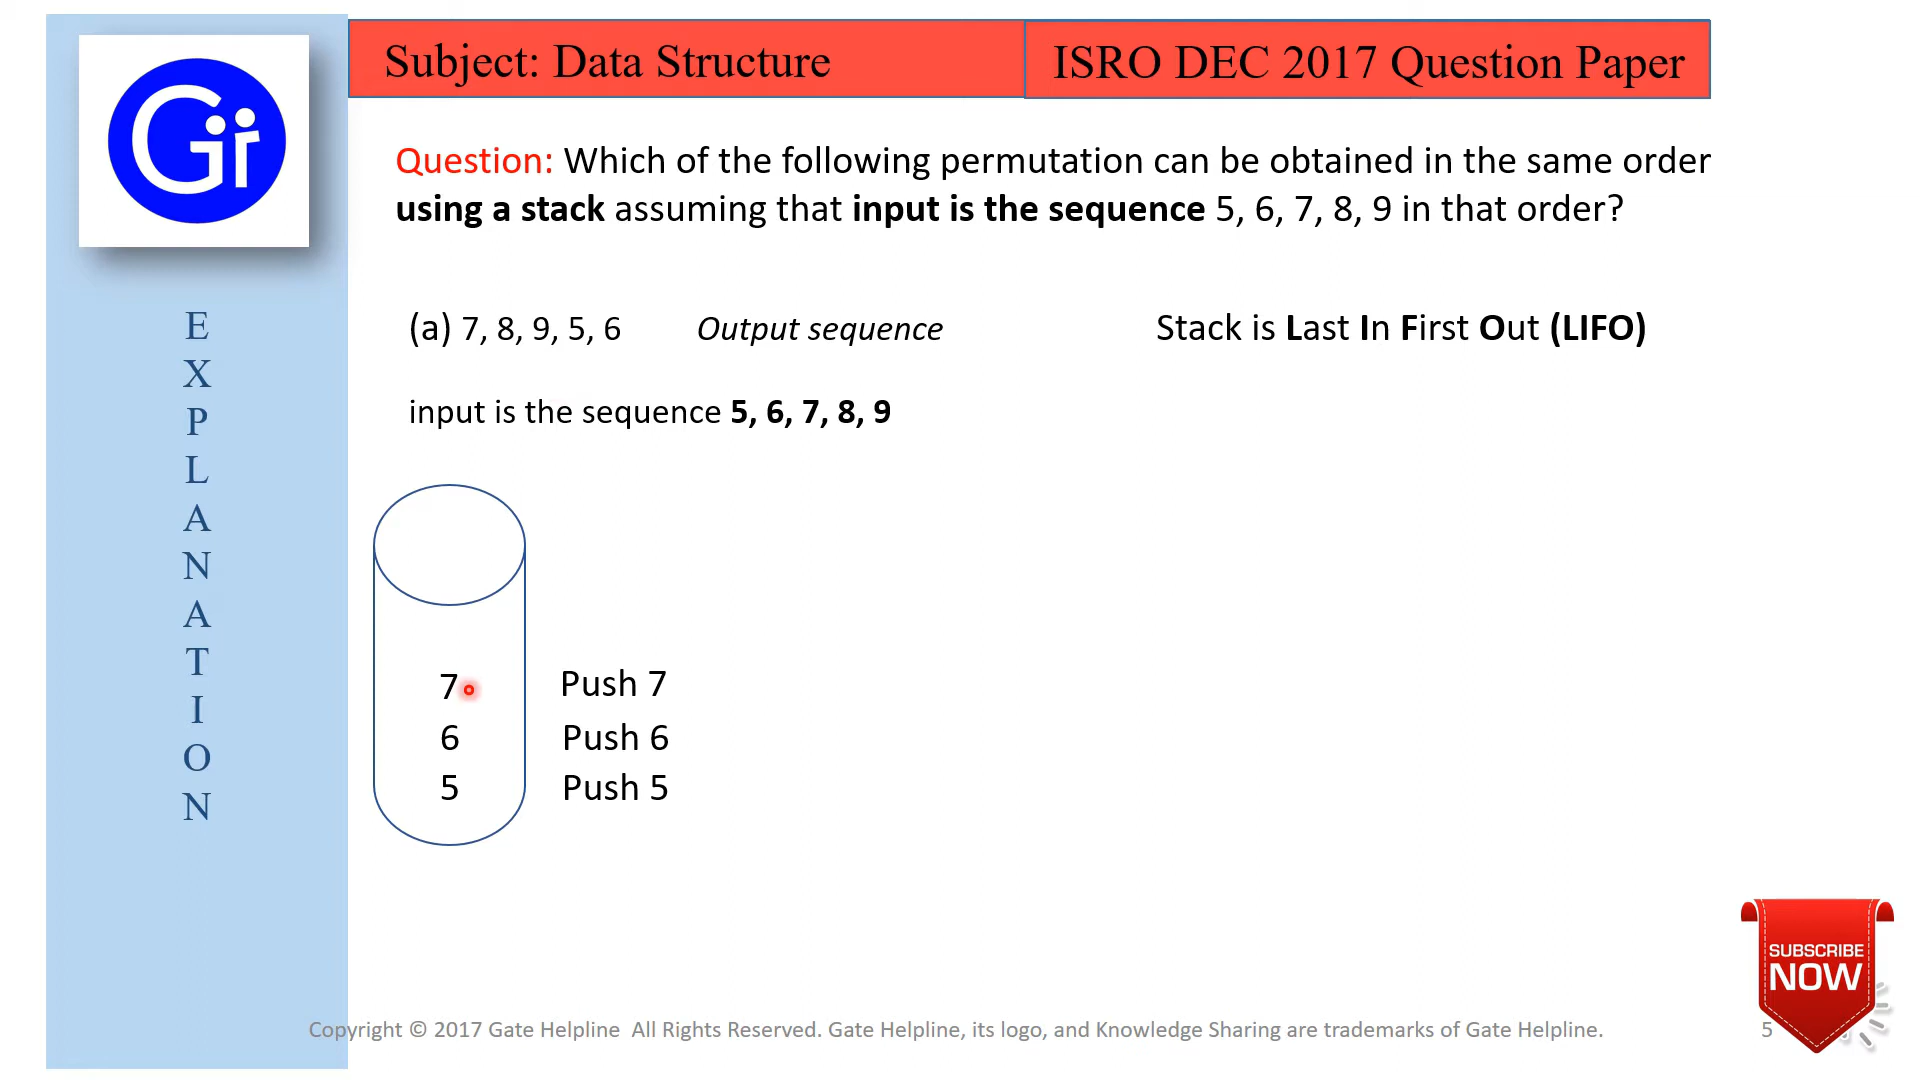 Gi
Subject: Data Structure
ISRO DEC 2017 Question Paper
Question: Which of the following permutation can be obtained in the same order
using a stack assuming that input is the sequence 5, 6, 7, 8, 9 in that order?
(a) 7, 8, 9, 5, 6
Output sequence
Stack is Last In First Out (LIFO)
input is the sequence 5, 6, 7, 8, 9
E
X
P
L
A
N
A
T
I
O
N
7
Push 7
6
Push 6
5
Push 5
SUBSCRIBE
NOW
Copyright © 2017 Gate Helpline All Rights Reserved. Gate Helpline, its logo, and Knowledge Sharing are trademarks of Gate Helpline.
5